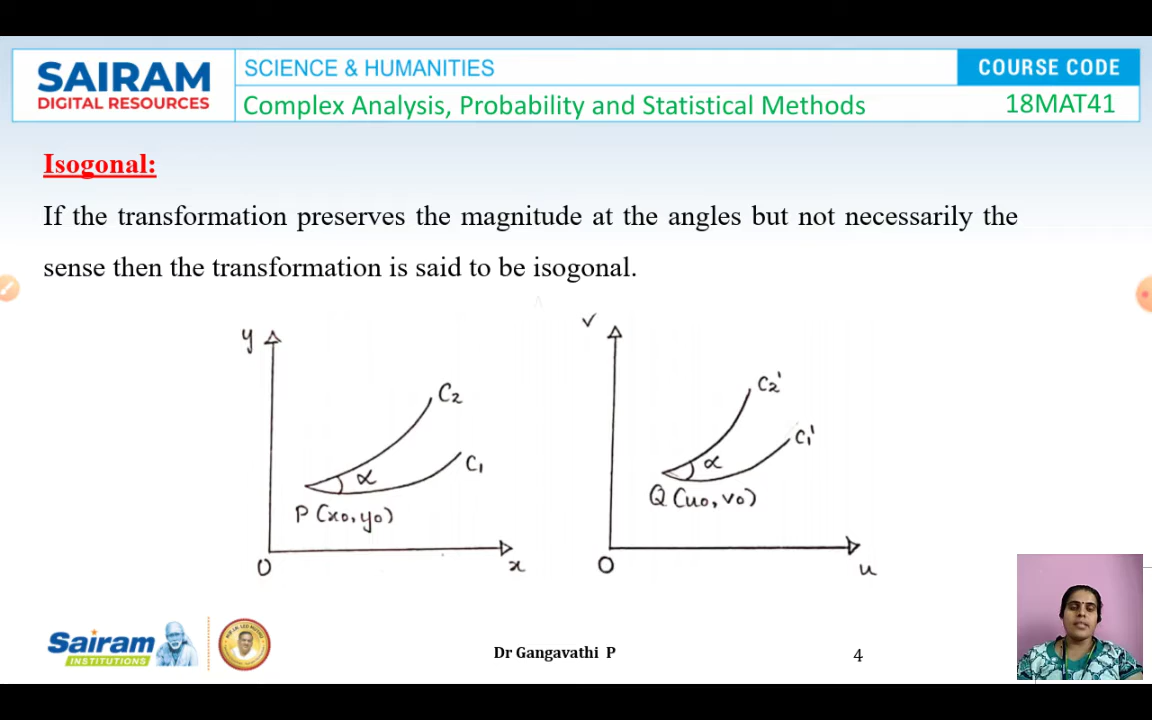 SAIRAM
DIGITAL RESOURCES
SCIENCE & HUMANITIES
COURSE CODE
Complex Analysis, Probability and Statistical Methods
18MAT41
Isogonal:
If the transformation preserves the magnitude at the angles but not necessarily the
sense then the transformation is said to be isogonal.
y
C2
α
C1
P (x0, y0)
O
x
v
C2'
α
C1'
Q (u0, v0)
O
u
Sairam
INSTITUTIONS
Dr Gangavathi P
4